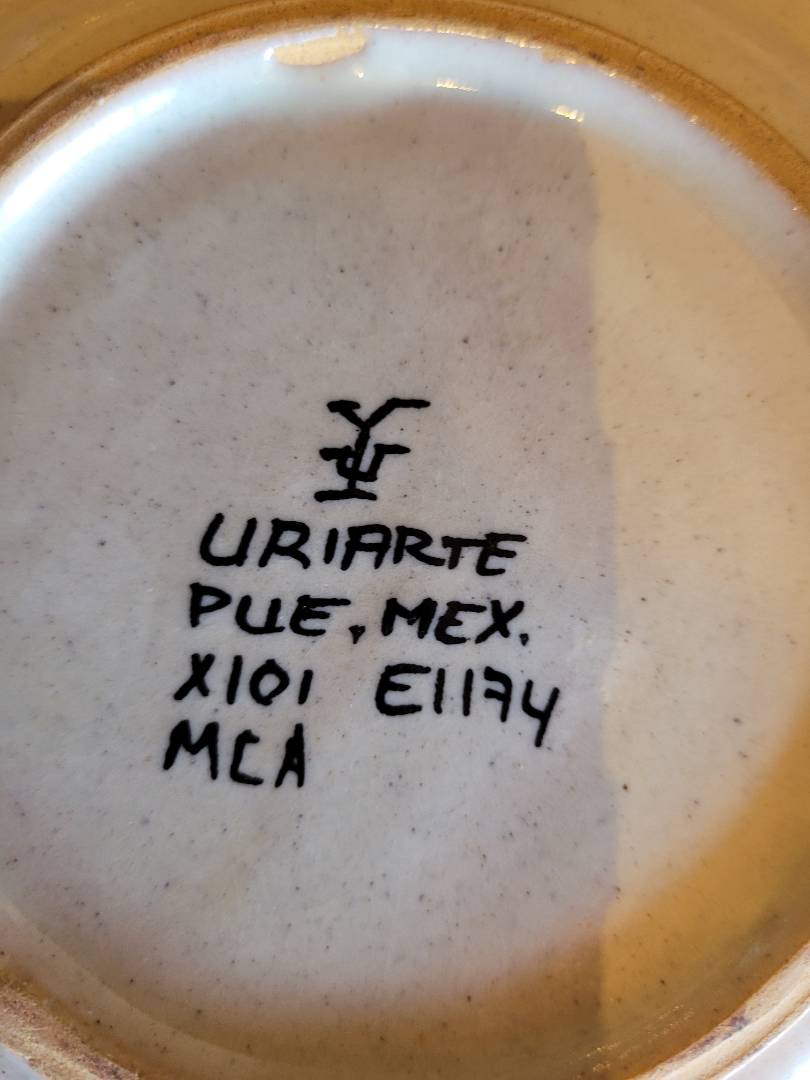 URIARTE
PUE. MEX.
X101 E1174
MCA